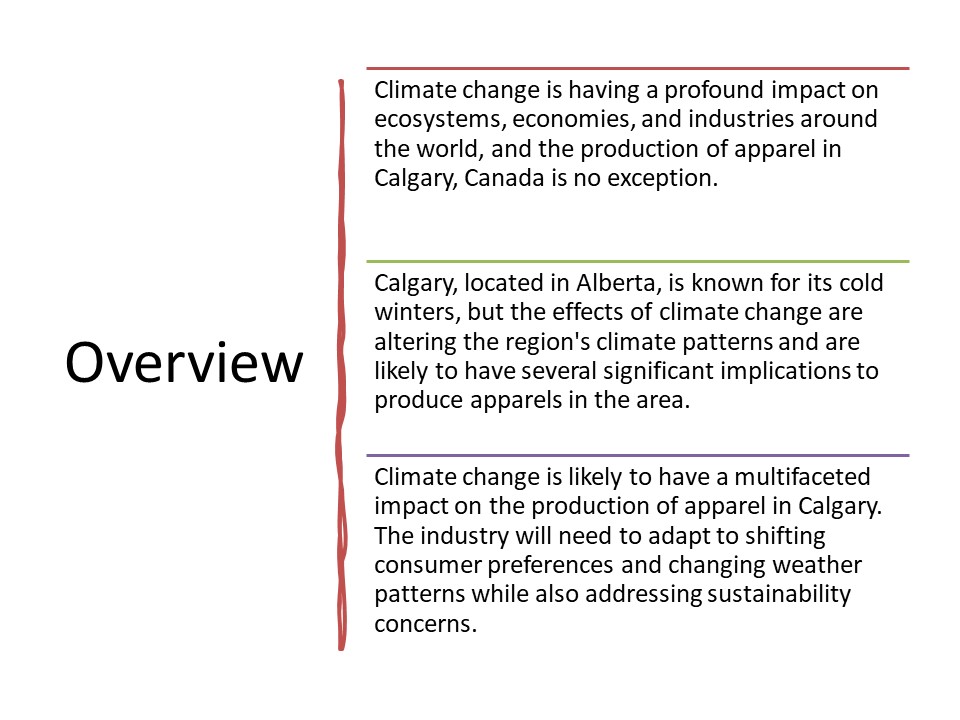 Overview
Climate change is having a profound impact on
ecosystems, economies, and industries around
the world, and the production of apparel in
Calgary, Canada is no exception.
Calgary, located in Alberta, is known for its cold
winters, but the effects of climate change are
altering the region's climate patterns and are
likely to have several significant implications to
produce apparels in the area.
Climate change is likely to have a multifaceted
impact on the production of apparel in Calgary.
The industry will need to adapt to shifting
consumer preferences and changing weather
patterns while also addressing sustainability
concerns.